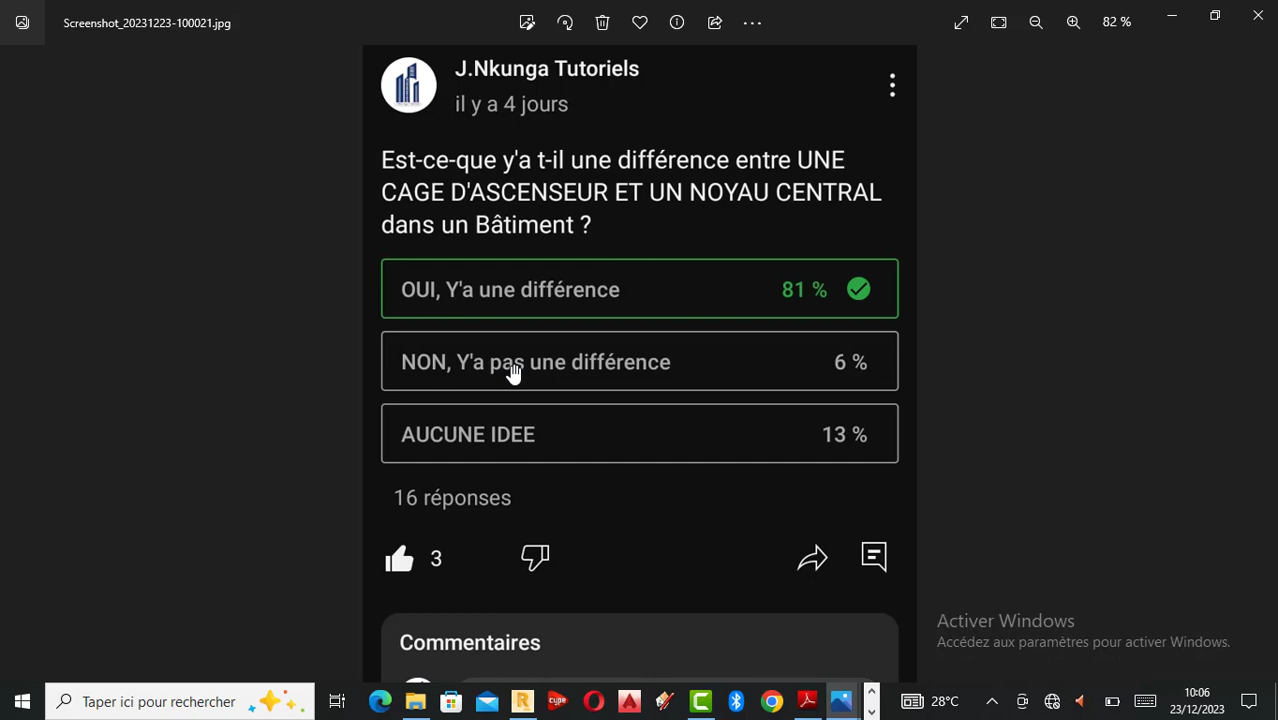 Screenshot_20231223-100021.jpg
82 %
J.Nkunga Tutoriels
il y a 4 jours
Est-ce-que y'a t-il une différence entre UNE
CAGE D'ASCENSEUR ET UN NOYAU CENTRAL
dans un Bâtiment ?
OUI, Y'a une différence 81 %
NON, Y'a pas une différence 6 %
AUCUNE IDEE 13 %
16 réponses
3
Commentaires
Activer Windows
Accédez aux paramètres pour activer Windows.
Taper ici pour rechercher
28°C
10:06
23/12/2023